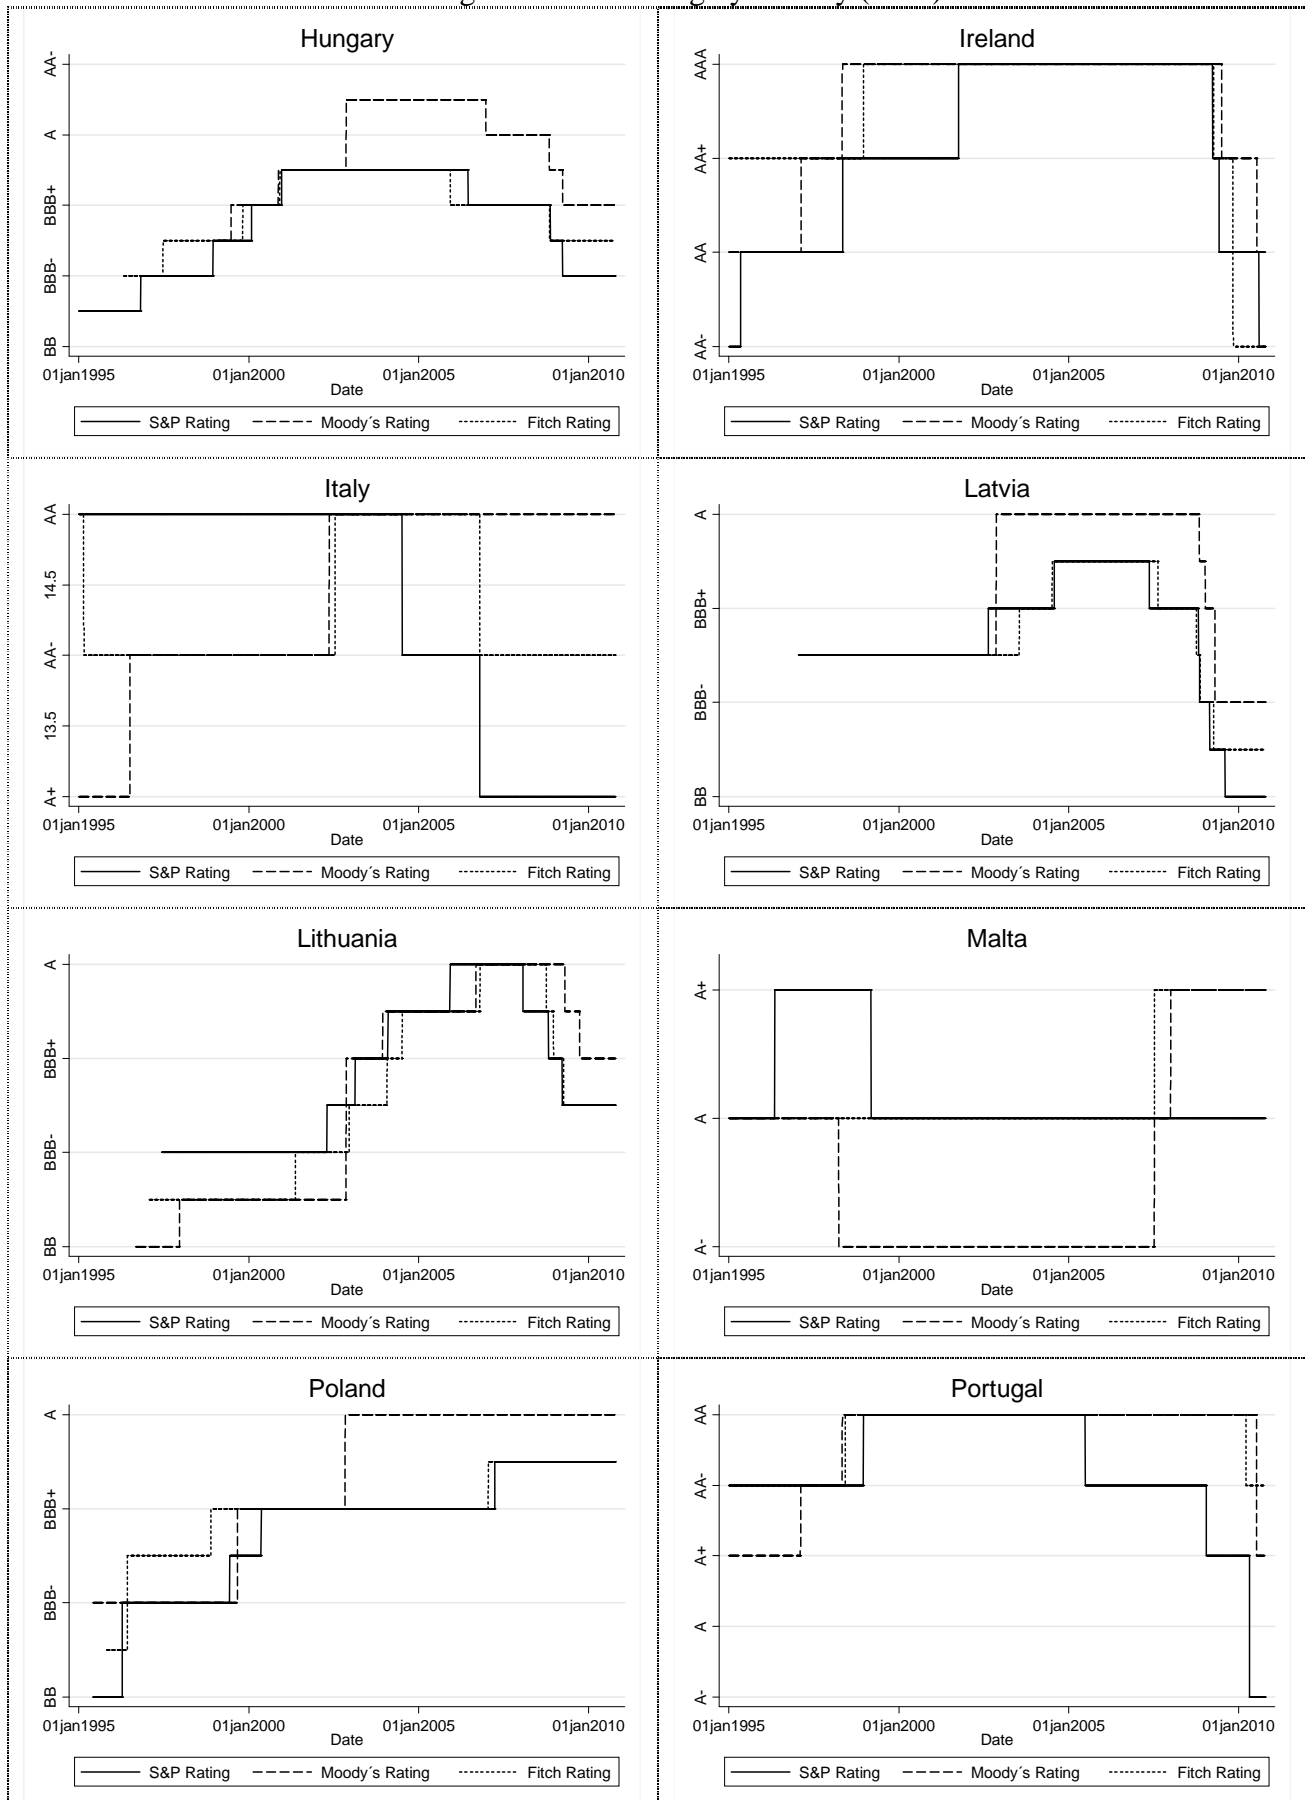 Hungary
AA-
A
BBB+
BBB-
BB
01jan1995 01jan2000 01jan2005 01jan2010
Date
S&P Rating Moody´s Rating Fitch Rating
Ireland
AAA
AA+
AA
AA-
01jan1995 01jan2000 01jan2005 01jan2010
Date
S&P Rating Moody´s Rating Fitch Rating
Italy
AA
14.5
AA-
13.5
A+
01jan1995 01jan2000 01jan2005 01jan2010
Date
S&P Rating Moody´s Rating Fitch Rating
Latvia
A
BBB+
BBB-
BB
01jan1995 01jan2000 01jan2005 01jan2010
Date
S&P Rating Moody´s Rating Fitch Rating
Lithuania
A
BBB+
BBB-
BB
01jan1995 01jan2000 01jan2005 01jan2010
Date
S&P Rating Moody´s Rating Fitch Rating
Malta
A+
A
A-
01jan1995 01jan2000 01jan2005 01jan2010
Date
S&P Rating Moody´s Rating Fitch Rating
Poland
A
BBB+
BBB-
BB
01jan1995 01jan2000 01jan2005 01jan2010
Date
S&P Rating Moody´s Rating Fitch Rating
Portugal
AA
AA-
A+
A
A-
01jan1995 01jan2000 01jan2005 01jan2010
Date
S&P Rating Moody´s Rating Fitch Rating